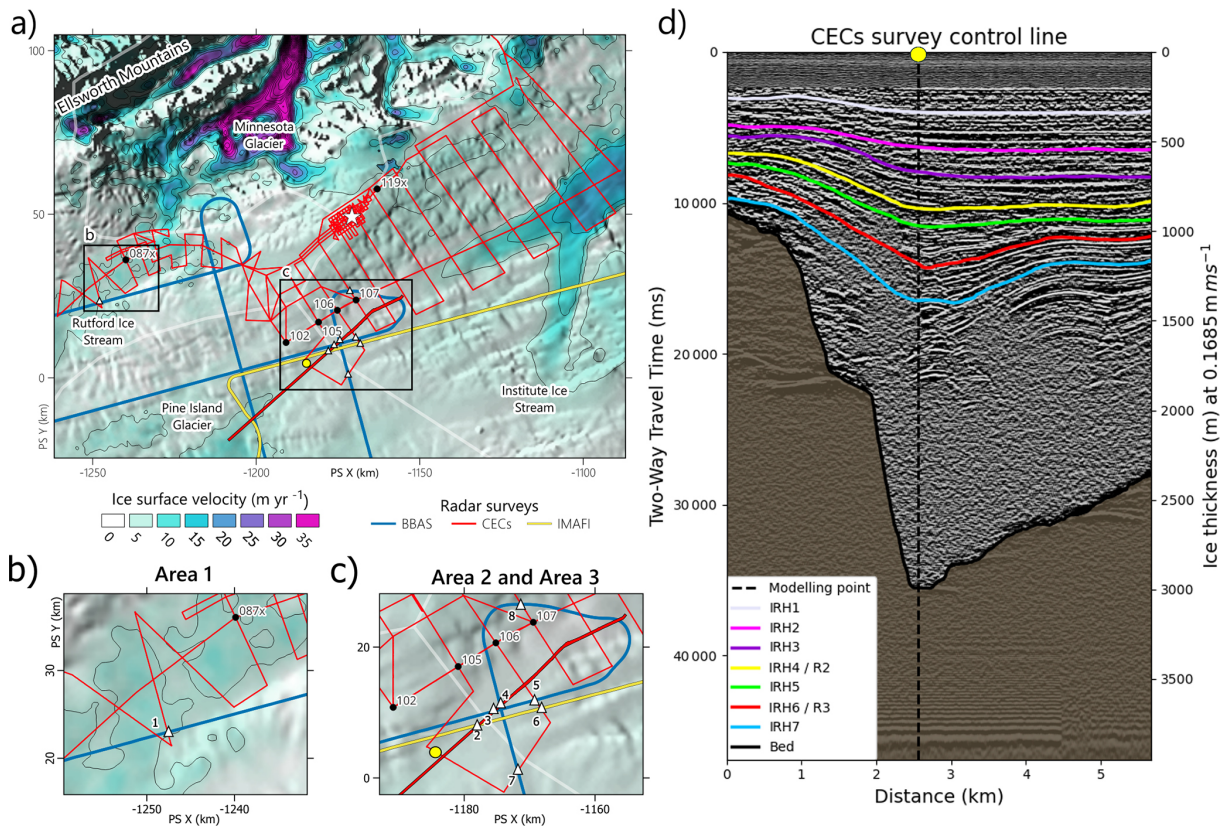 a)
100
50
0
PS Y (km)
Ellsworth Mountains
Minnesota
Glacier
119x
b
087x
c
107
106
105
102
Rutford Ice
Stream
Pine Island
Glacier
Institute Ice
Stream
-1250
-1200
PS X (km)
-1150
-1100
Ice surface velocity (m yr -1)
0 5 10 15 20 25 30 35
Radar surveys
BBAS CECs IMAFI
b)
Area 1
PS Y (km)
30
20
087x
1
-1250
-1240
PS X (km)
c)
Area 2 and Area 3
20
0
8
107
106
105
102
4
5
3
6
2
7
-1180
-1160
PS X (km)
d)
CECs survey control line
Two-Way Travel Time (ms)
0
10 000
20 000
30 000
40 000
Ice thickness (m) at 0.1685 m ms−1
0
500
1000
1500
2000
2500
3000
3500
Modelling point
IRH1
IRH2
IRH3
IRH4 / R2
IRH5
IRH6 / R3
IRH7
Bed
0 1 2 3 4 5
Distance (km)